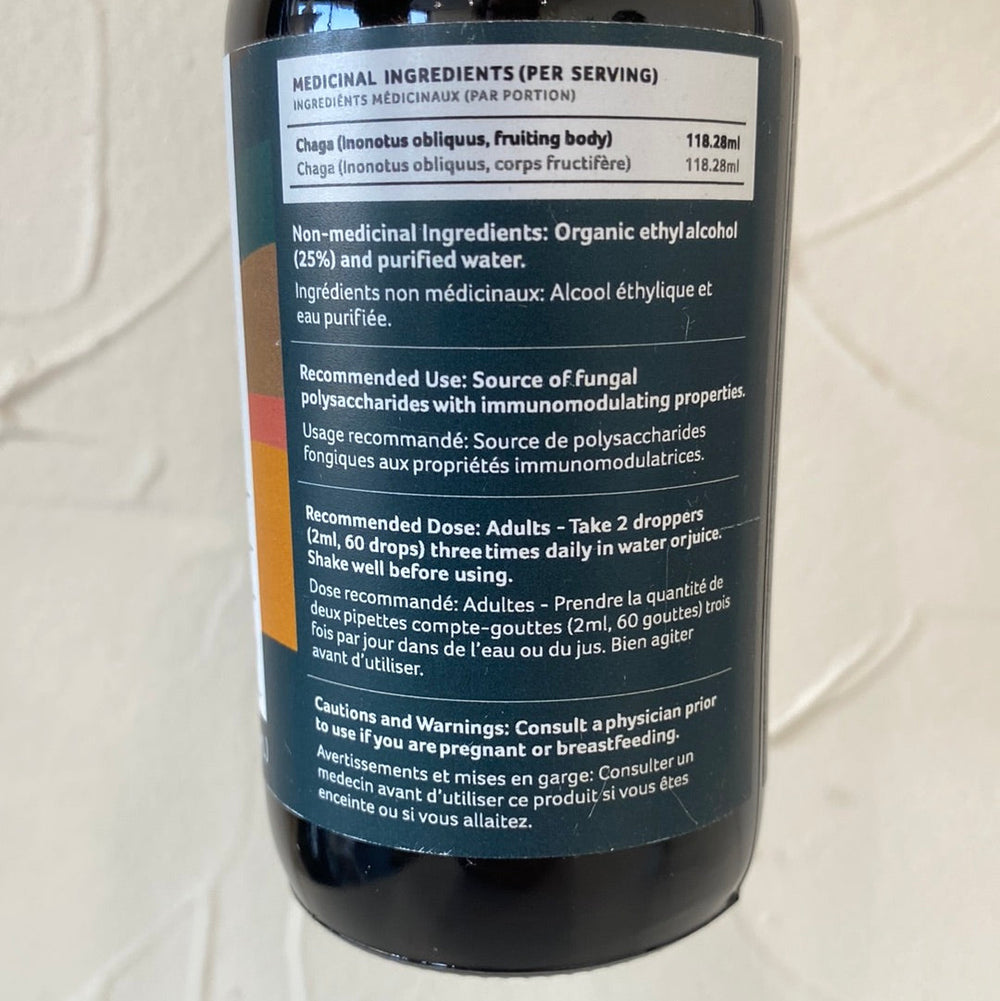 MEDICINAL INGREDIENTS (PER SERVING)
INGREDIÉNTS MÉDICINAUX (PAR PORTION)
Chaga (Inonotus obliquus, fruiting body) 118.28ml
Chaga (Inonotus obliquus, corps fructifère) 118.28ml
Non-medicinal Ingredients: Organic ethyl alcohol
(25%) and purified water.
Ingrédients non médicinaux: Alcool éthylique et
eau purifiée.
Recommended Use: Source of fungal
polysaccharides with immunomodulating properties.
Usage recommandé: Source de polysaccharides
fongiques aux propriétés immunomodulatrices.
Recommended Dose: Adults - Take 2 droppers
(2ml, 60 drops) three times daily in water or juice.
Shake well before using.
Dose recommandé: Adultes - Prendre la quantité de
deux pipettes compte-gouttes (2ml, 60 gouttes) trois
fois par jour dans de l'eau ou du jus. Bien agiter
avant d'utiliser.
Cautions and Warnings: Consult a physician prior
to use if you are pregnant or breastfeeding.
Avertissements et mises en garde: Consulter un
medecin avant d'utiliser ce produit si vous êtes
enceinte ou si vous allaitez.